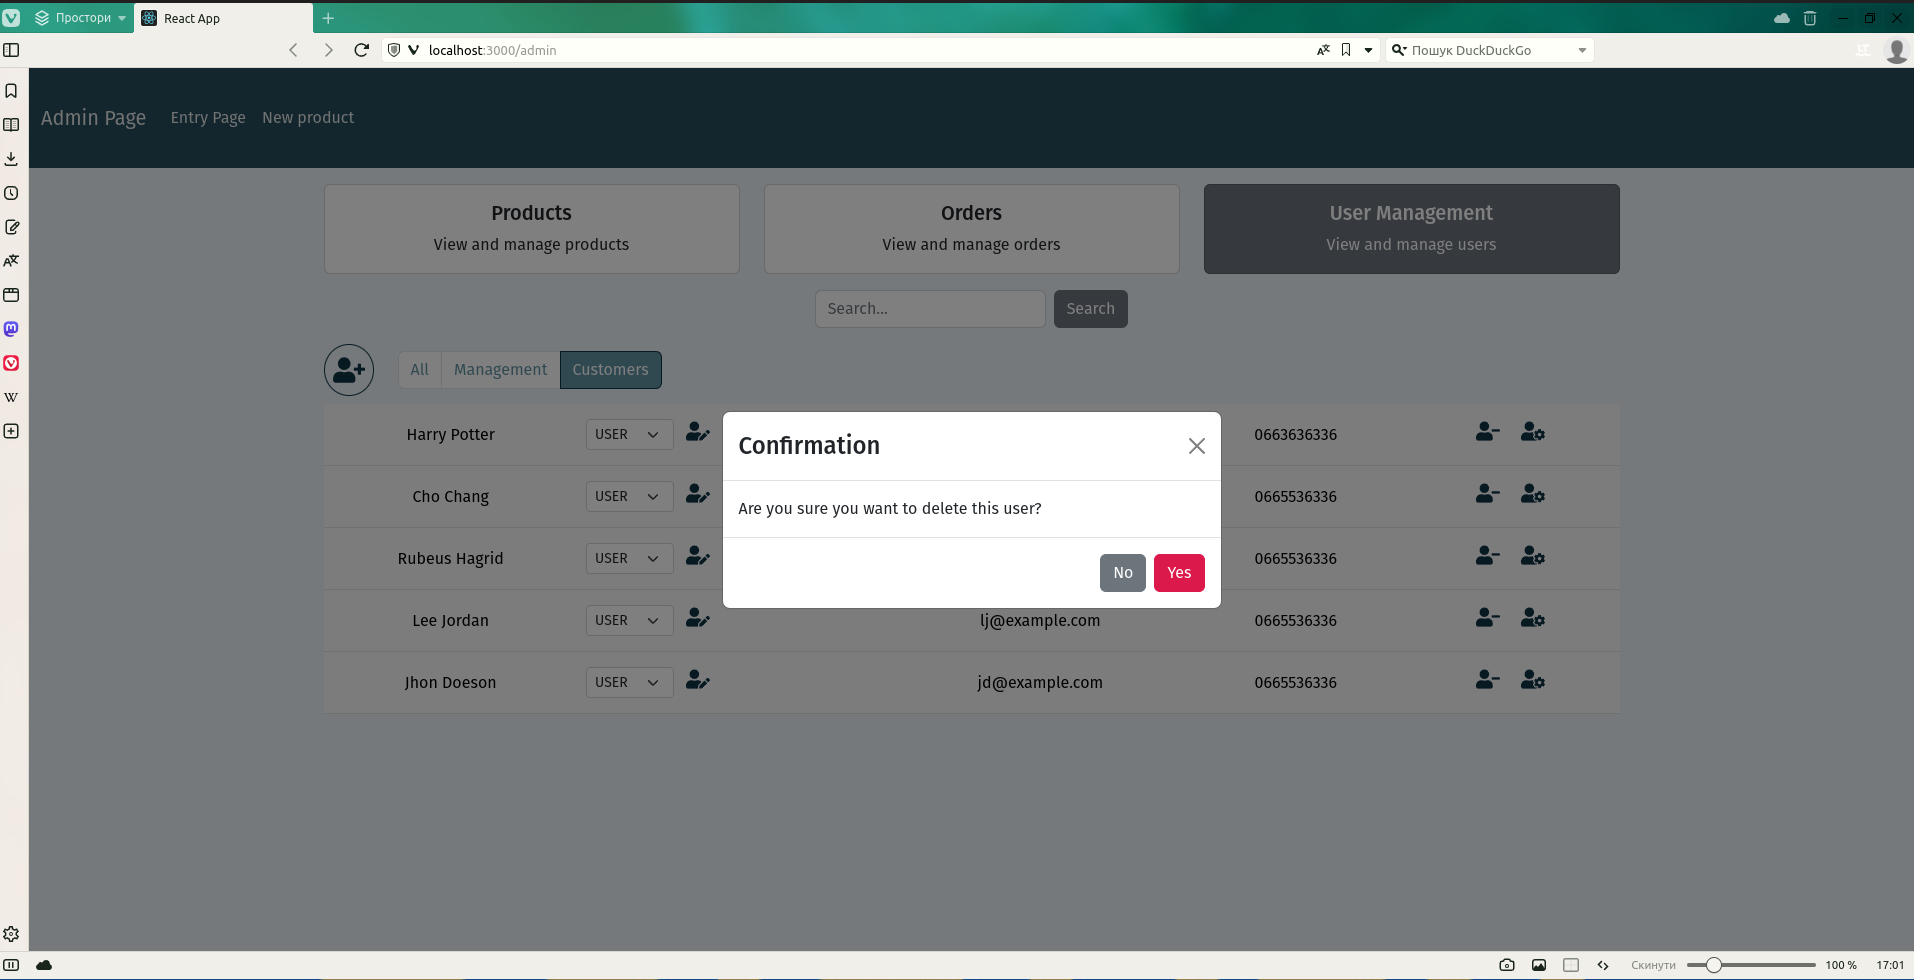 Простори
React App
localhost:3000/admin
Пошук DuckDuckGo
Admin Page Entry Page New product
Products
View and manage products
Orders
View and manage orders
User Management
View and manage users
Search...
Search
All Management Customers
Harry Potter USER 0663636336
Cho Chang USER 0665536336
Rubeus Hagrid USER 0665536336
Lee Jordan USER lj@example.com 0665536336
Jhon Doeson USER jd@example.com 0665536336
Confirmation
Are you sure you want to delete this user?
No Yes
Скинути 100 % 17:01